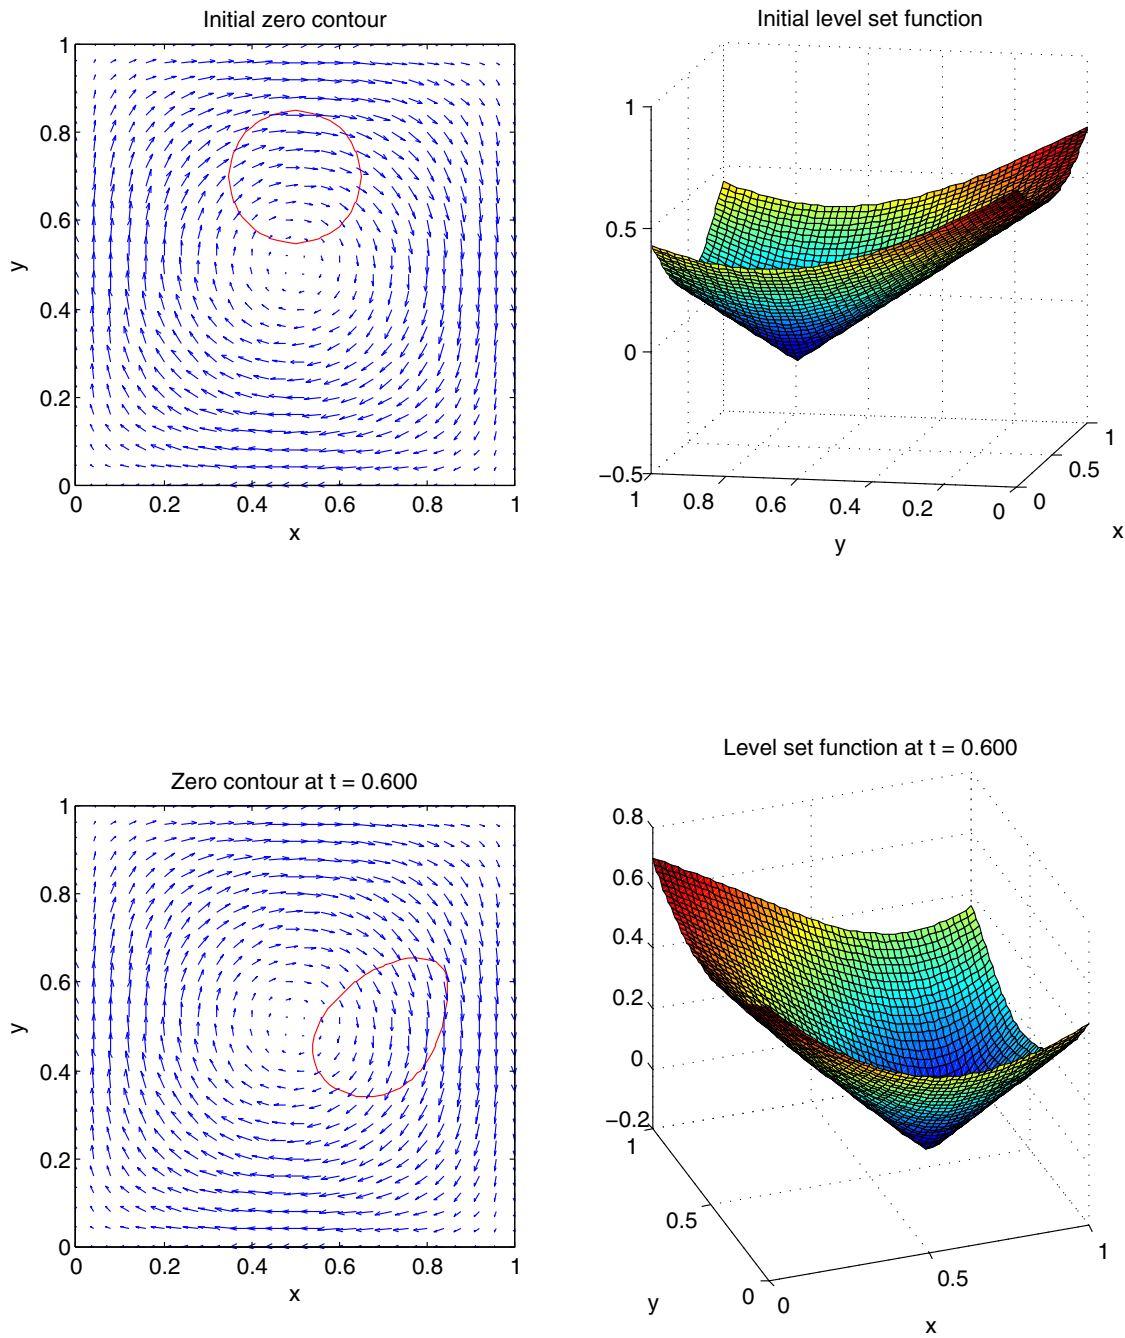 Initial zero contour
1
0.8
0.6
0.4
0.2
0
y
0 0.2 0.4 0.6 0.8 1
x
Initial level set function
1
0.5
0
−0.5
1 0.8 0.6 0.4 0.2 0
y
0 0.5 1
x
Zero contour at t = 0.600
1
0.8
0.6
0.4
0.2
0
y
0 0.2 0.4 0.6 0.8 1
x
Level set function at t = 0.600
0.8
0.6
0.4
0.2
0
−0.2
1 0.5 0
y
0 0.5 1
x